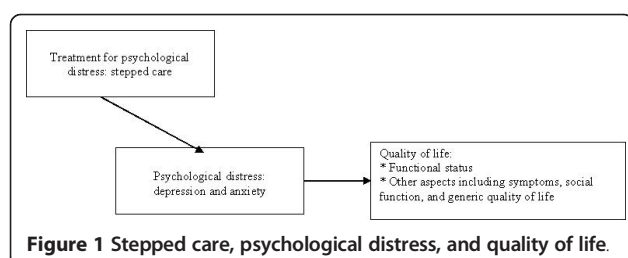 Treatment for psychological
distress: stepped care
Psychological distress:
depression and anxiety
Quality of life:
* Functional status
* Other aspects including symptoms, social
function, and generic quality of life
Figure 1 Stepped care, psychological distress, and quality of life.